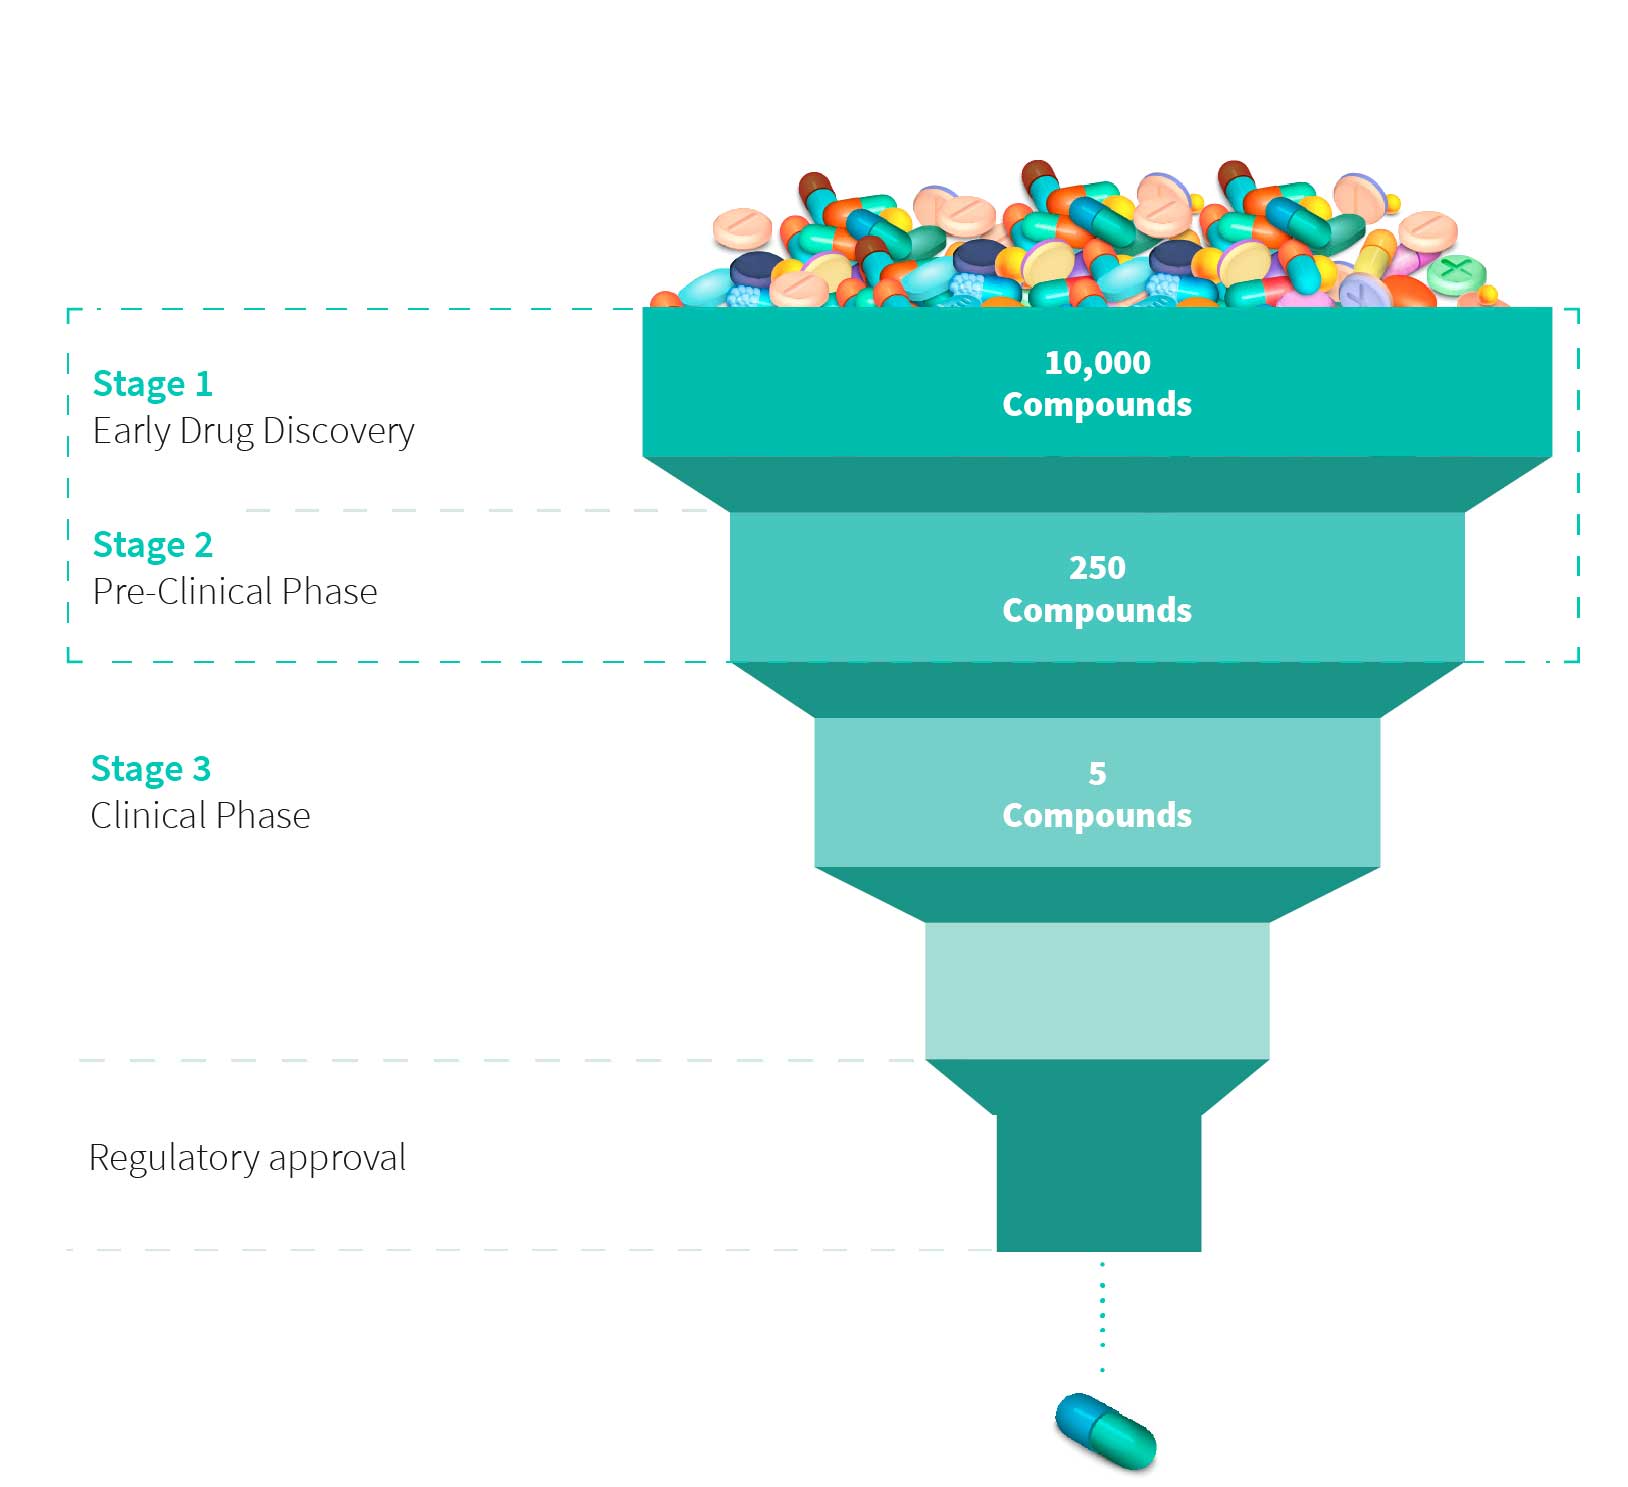 Stage 1
Early Drug Discovery
10,000
Compounds
Stage 2
Pre-Clinical Phase
250
Compounds
Stage 3
Clinical Phase
5
Compounds
Regulatory approval